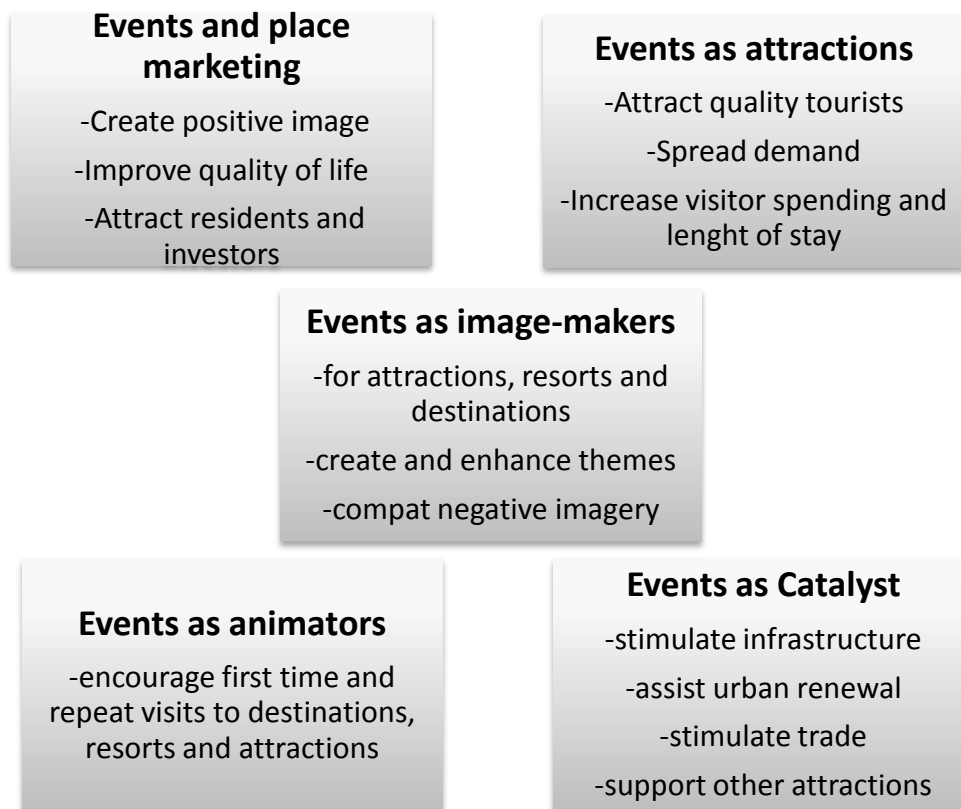 Events and place
marketing
-Create positive image
-Improve quality of life
-Attract residents and
investors
Events as attractions
-Attract quality tourists
-Spread demand
-Increase visitor spending and
lenght of stay
Events as image-makers
-for attractions, resorts and
destinations
-create and enhance themes
-compat negative imagery
Events as animators
-encourage first time and
repeat visits to destinations,
resorts and attractions
Events as Catalyst
-stimulate infrastructure
-assist urban renewal
-stimulate trade
-support other attractions